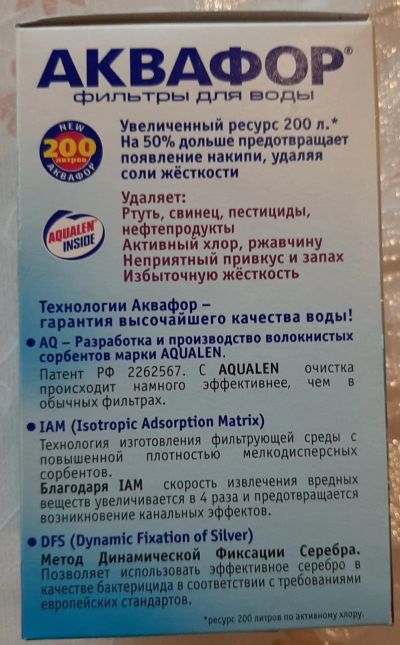 АКВАФОР®
фильтры для воды
NEW
200
литров
АКВАФОР
Увеличенный ресурс 200 л.*
На 50% дольше предотвращает
появление накипи, удаляя
соли жёсткости
AQUALEN™
INSIDE
Удаляет:
Ртуть, свинец, пестициды,
нефтепродукты
Активный хлор, ржавчину
Неприятный привкус и запах
Избыточную жёсткость
Технологии Аквафор –
гарантия высочайшего качества воды!
• AQ – Разработка и производство волокнистых
сорбентов марки AQUALEN.
Патент РФ 2262567. С AQUALEN очистка
происходит намного эффективнее, чем в
обычных фильтрах.
• IAM (Isotropic Adsorption Matrix)
Технология изготовления фильтрующей среды с
повышенной плотностью мелкодисперсных
сорбентов.
Благодаря IAM скорость извлечения вредных
веществ увеличивается в 4 раза и предотвращается
возникновение канальных эффектов.
• DFS (Dynamic Fixation of Silver)
Метод Динамической Фиксации Серебра.
Позволяет использовать эффективное серебро в
качестве бактерицида в соответствии с требованиями
европейских стандартов.
*ресурс 200 литров по активному хлору.